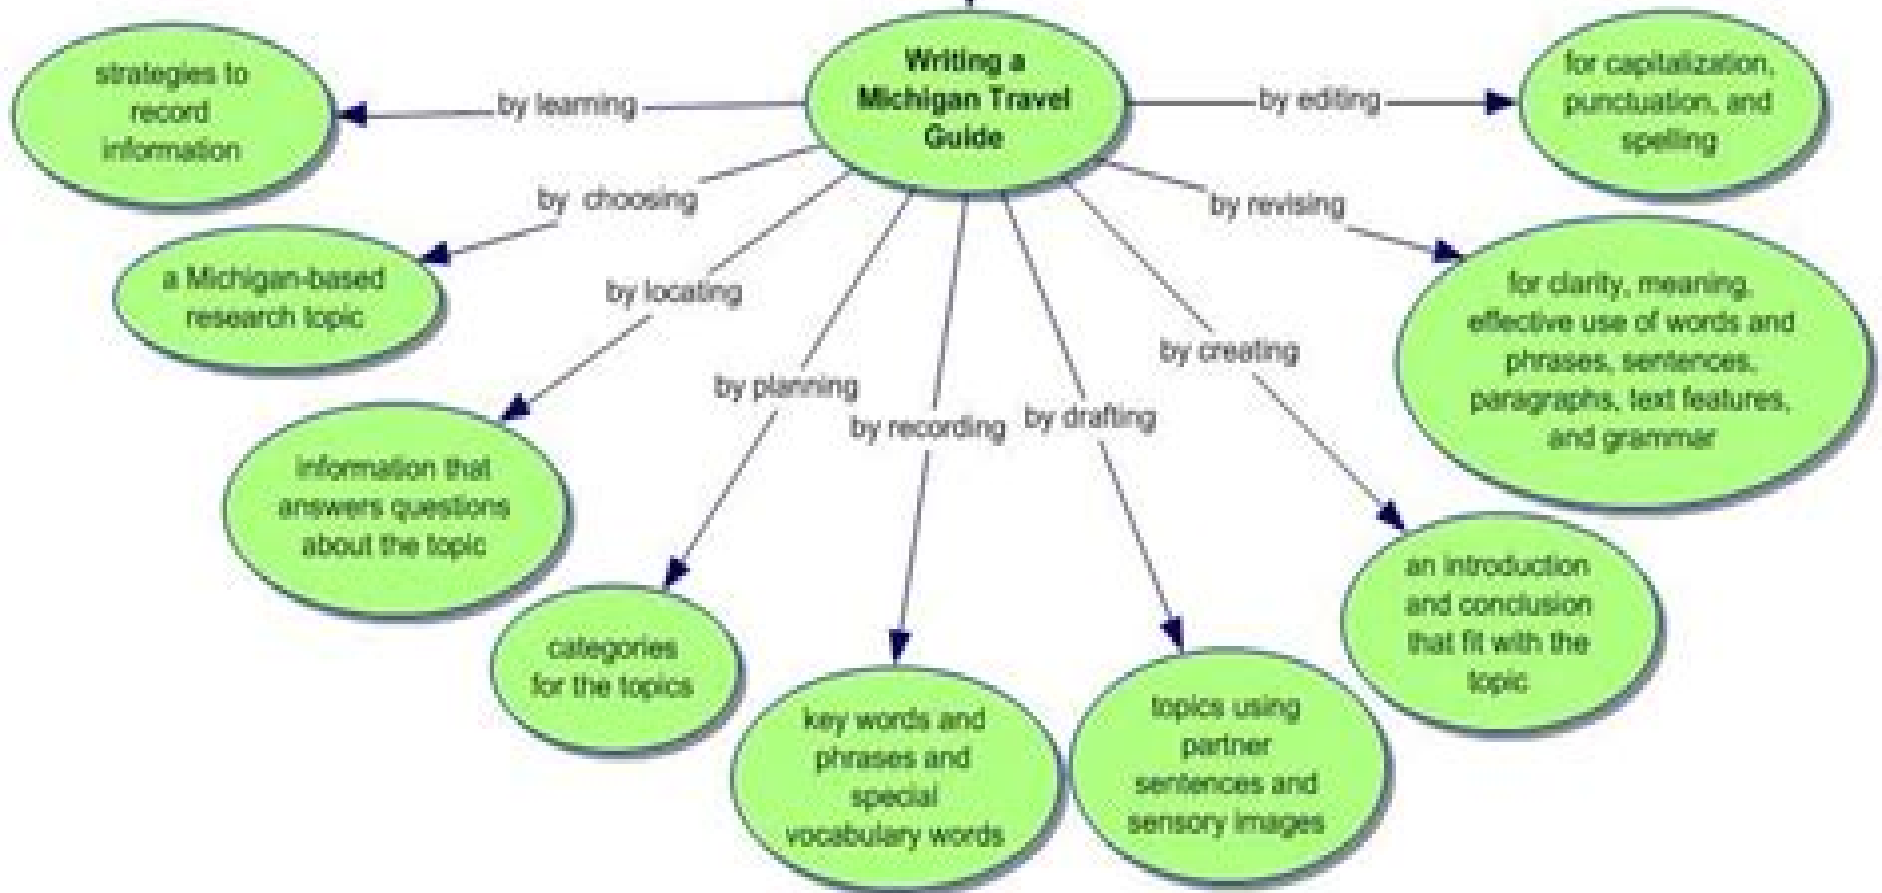 Writing a
Michigan Travel
Guide
by learning
strategies to
record
information
by choosing
a Michigan-based
research topic
by locating
information that
answers questions
about the topic
by planning
categories
for the topics
by recording
key words and
phrases and
special
vocabulary words
by drafting
topics using
partner
sentences and
sensory images
by creating
an introduction
and conclusion
that fit with the
topic
by revising
for clarity, meaning,
effective use of words and
phrases, sentences,
paragraphs, text features,
and grammar
by editing
for capitalization,
punctuation, and
spelling